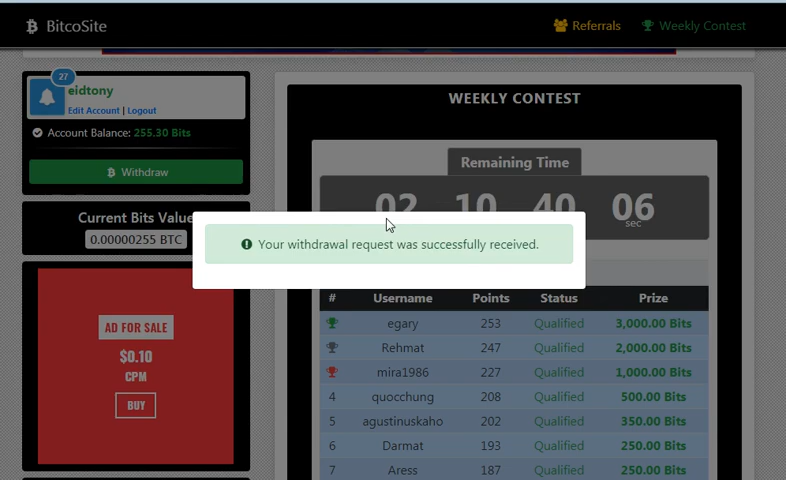 BitcoSite
Referrals
Weekly Contest
27
eidtony
Edit Account | Logout
Account Balance: 255.30 Bits
Withdraw
Current Bits Value
0.00000255 BTC
AD FOR SALE
$0.10
CPM
BUY
WEEKLY CONTEST
Remaining Time
02 10 40 06
sec
Your withdrawal request was successfully received.
# Username Points Status Prize
egary 253 Qualified 3,000.00 Bits
Rehmat 247 Qualified 2,000.00 Bits
mira1986 227 Qualified 1,000.00 Bits
4 quocchung 208 Qualified 500.00 Bits
5 agustinuskaho 202 Qualified 350.00 Bits
6 Darmat 193 Qualified 250.00 Bits
7 Aress 187 Qualified 250.00 Bits